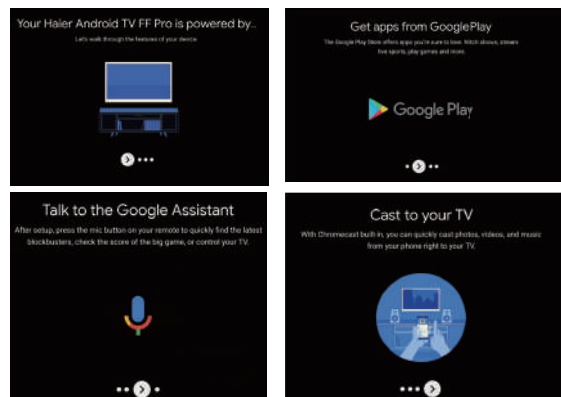 Your Haier Android TV FF Pro is powered by..
Let's walk through the features of your device
Get apps from GooglePlay
The Google Play Store offers apps you're sure to love. Witch shows, stream
live sports, play games and more.
Google Play
Talk to the Google Assistant
After setup, press the mic button on your remote to quickly find the latest
blockbusters, check the score of the big game, or control your TV.
Cast to your TV
With Chromecast built-in, you can quickly cast photos, videos, and music
from your phone right to your TV.